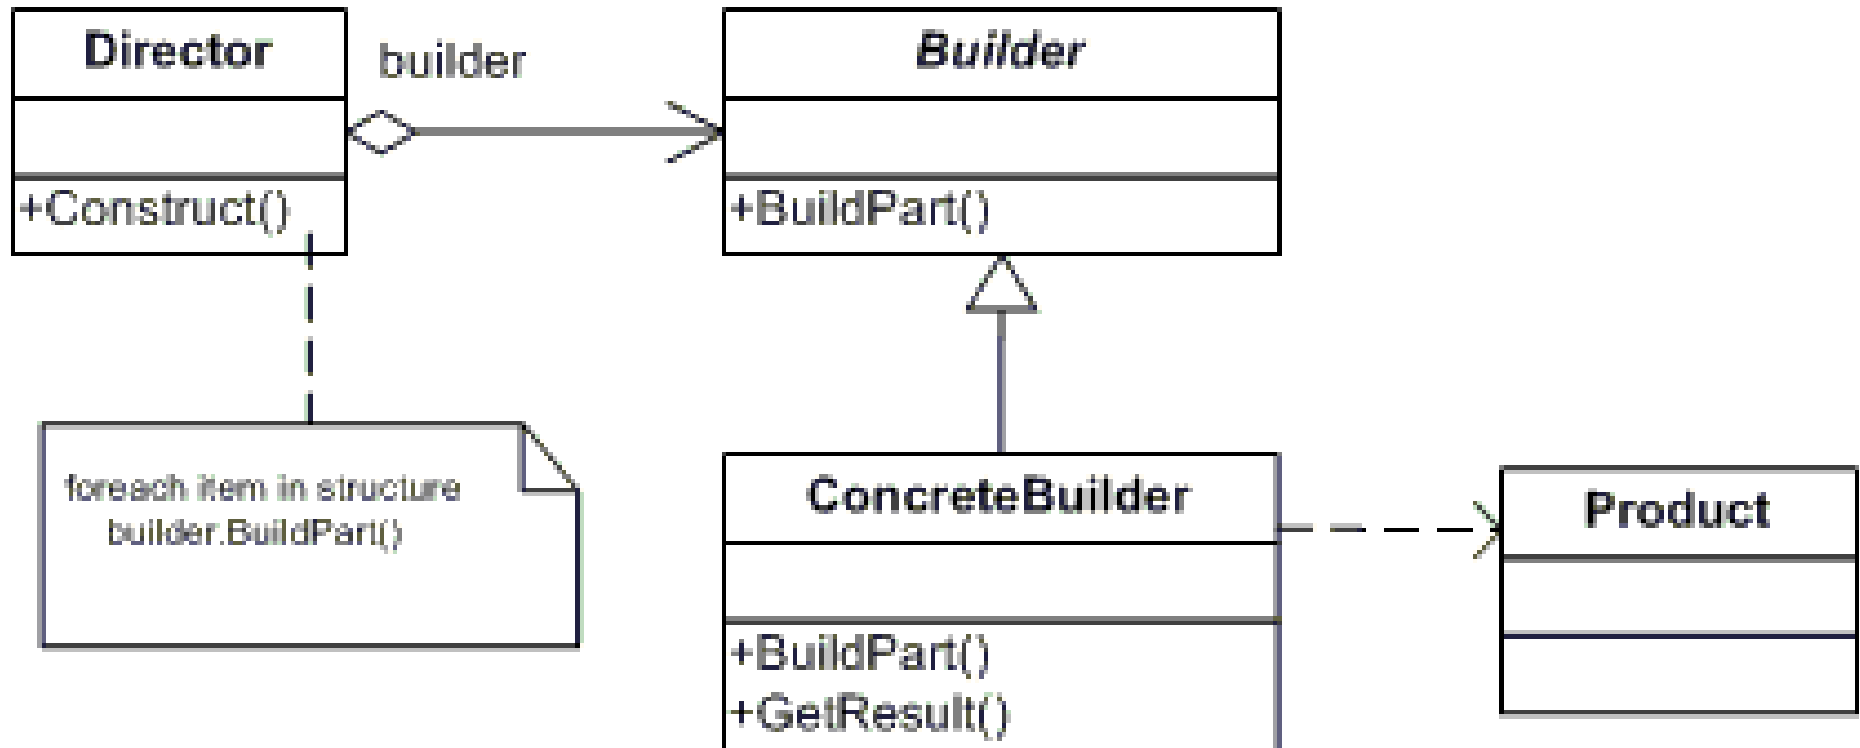 Director
builder
Builder
+Construct()
+BuildPart()
foreach item in structure
builder.BuildPart()
ConcreteBuilder
Product
+BuildPart()
+GetResult()